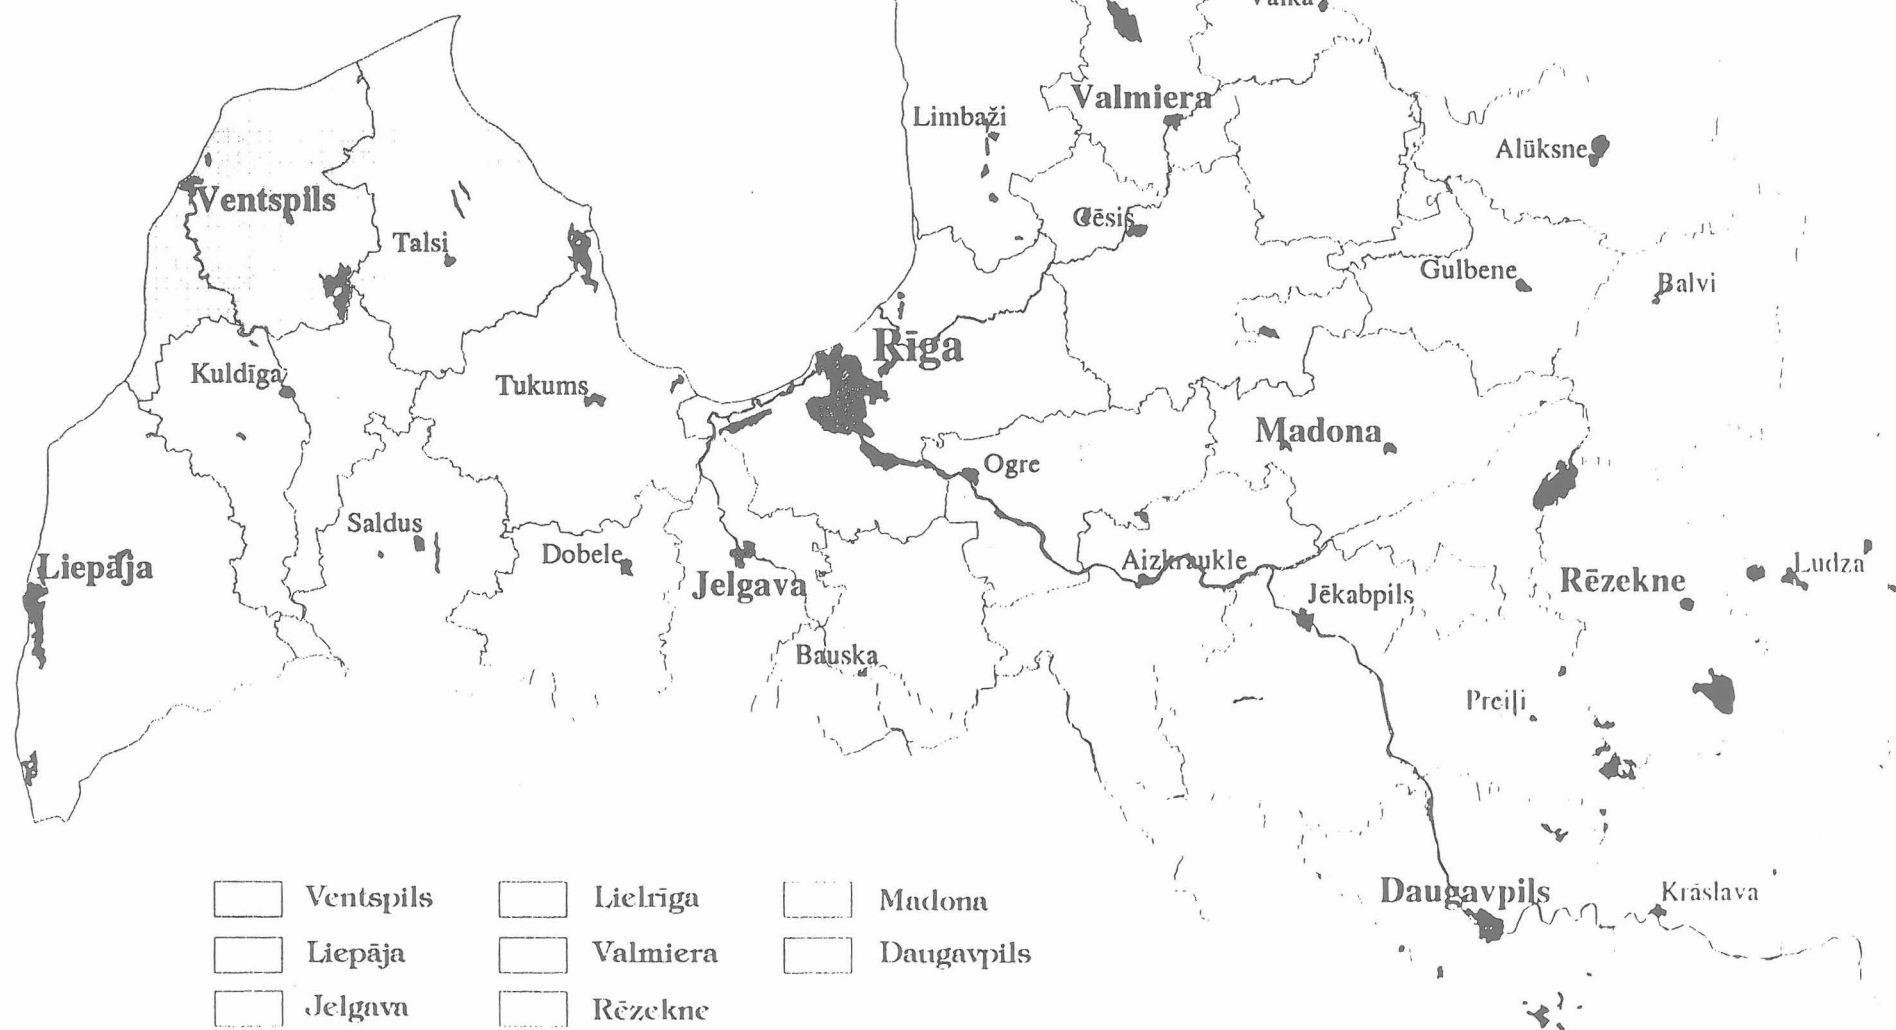 Valka
Valmiera
Limbaži
Alūksne
Ventspils
Cēsis
Talsi
Gulbene
Balvi
Rīga
Kuldīga
Tukums
Madona
Ogre
Saldus
Dobele
Aizkraukle
Ludza
Liepāja
Jelgava
Rēzekne
Jēkabpils
Bauska
Preiļi
Daugavpils
Krāslava
Ventspils
Lielrīga
Madona
Liepāja
Valmiera
Daugavpils
Jelgava
Rēzekne